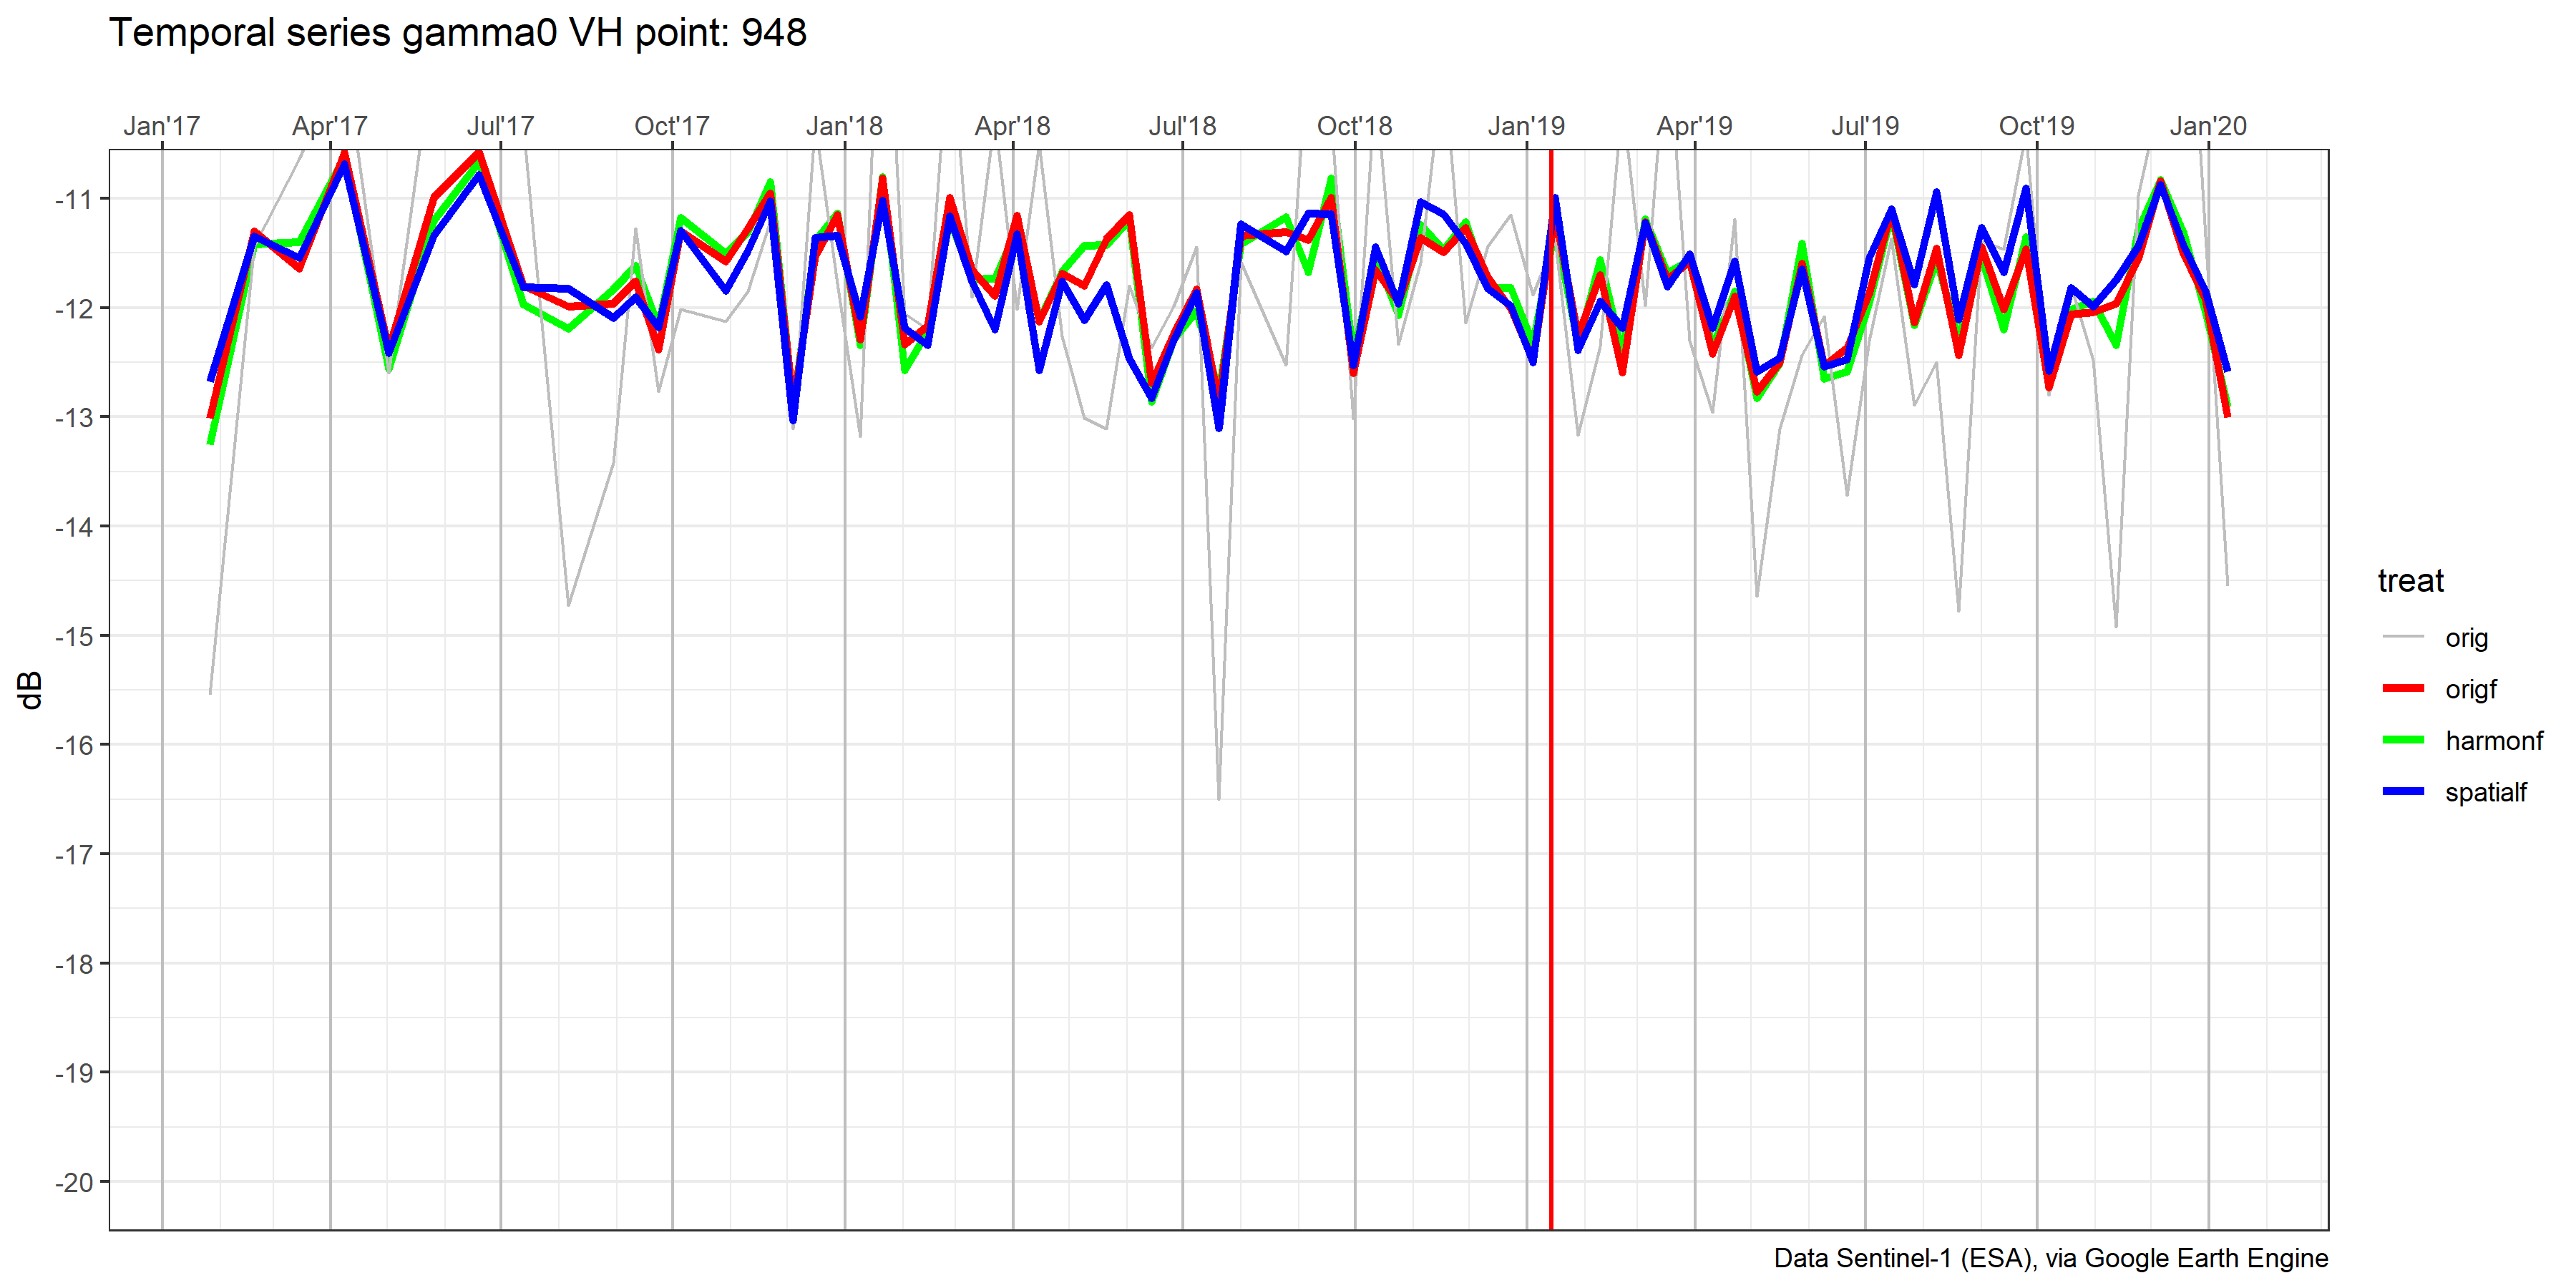 Temporal series gamma0 VH point: 948
Jan'17 Apr'17 Jul'17 Oct'17 Jan'18 Apr'18 Jul'18 Oct'18 Jan'19 Apr'19 Jul'19 Oct'19 Jan'20
-11
-12
-13
-14
-15
-16
-17
-18
-19
-20
dB
treat
orig
origf
harmonf
spatialf
Data Sentinel-1 (ESA), via Google Earth Engine